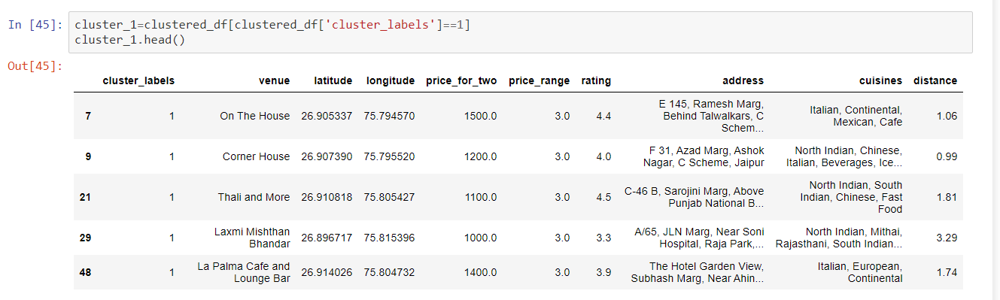 In [45]: cluster_1=clustered_df[clustered_df['cluster_labels']==1]
cluster_1.head()
Out[45]:
cluster_labels venue latitude longitude price_for_two price_range rating address cuisines distance
7 1 On The House 26.905337 75.794570 1500.0 3.0 4.4 E 145, Ramesh Marg, Behind Talwalkars, C Schem... Italian, Continental, Mexican, Cafe 1.06
9 1 Corner House 26.907390 75.795520 1200.0 3.0 4.0 F 31, Azad Marg, Ashok Nagar, C Scheme, Jaipur North Indian, Chinese, Italian, Beverages, Ice... 0.99
21 1 Thali and More 26.910818 75.805427 1100.0 3.0 4.5 C-46 B, Sarojini Marg, Above Punjab National B... North Indian, South Indian, Chinese, Fast Food 1.81
29 1 Laxmi Mishthan Bhandar 26.896717 75.815396 1000.0 3.0 3.3 A/65, JLN Marg, Near Soni Hospital, Raja Park,... North Indian, Mithai, Rajasthani, South Indian... 3.29
48 1 La Palma Cafe and Lounge Bar 26.914026 75.804732 1400.0 3.0 3.9 The Hotel Garden View, Subhash Marg, Near Ahin... Italian, European, Continental 1.74